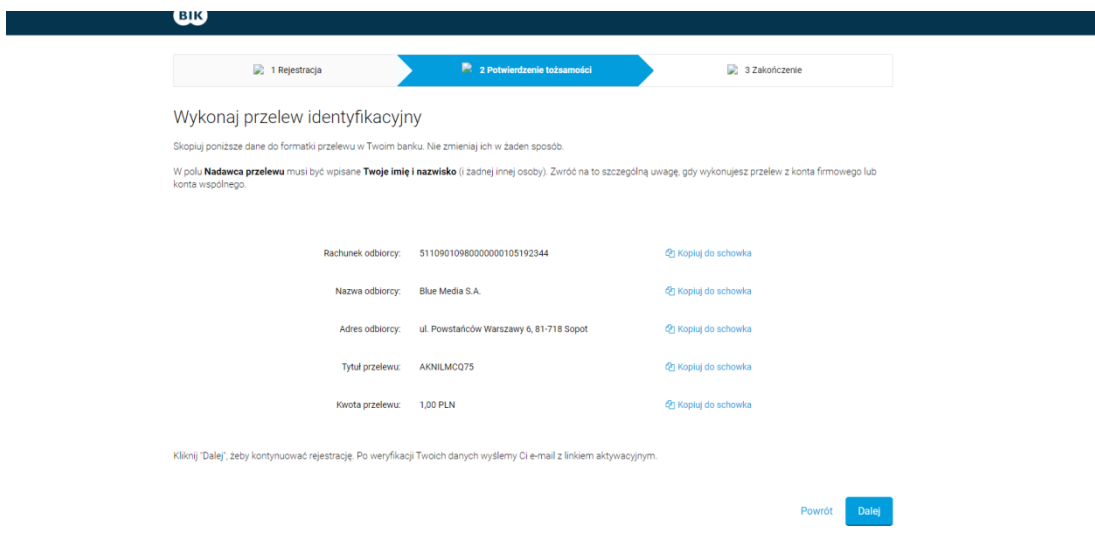 BIK
1 Rejestracja
2 Potwierdzenie tożsamości
3 Zakończenie
Wykonaj przelew identyfikacyjny
Skopiuj poniższe dane do formatki przelewu w Twoim banku. Nie zmieniaj ich w żaden sposób.
W polu Nadawca przelewu musi być wpisane Twoje imię i nazwisko (i żadnej innej osoby). Zwróć na to szczególną uwagę, gdy wykonujesz przelew z konta firmowego lub
konta wspólnego.
Rachunek odbiorcy: 51109010980000000105192344 Kopiuj do schowka
Nazwa odbiorcy: Blue Media S.A. Kopiuj do schowka
Adres odbiorcy: ul. Powstańców Warszawy 6, 81-718 Sopot Kopiuj do schowka
Tytuł przelewu: AKNILMCQ75 Kopiuj do schowka
Kwota przelewu: 1,00 PLN Kopiuj do schowka
Kliknij "Dalej", żeby kontynuować rejestrację. Po weryfikacji Twoich danych wyślemy Ci e-mail z linkiem aktywacyjnym.
Powrót Dalej